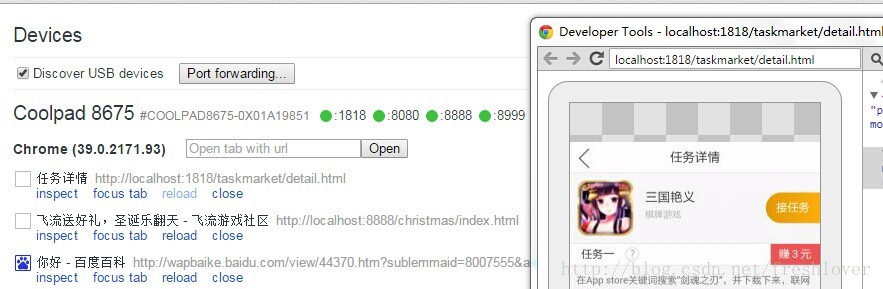 Devices
Discover USB devices Port forwarding...
Coolpad 8675 #COOLPAD8675-0X01A19851 :1818 :8080 :8888 :8999
Chrome (39.0.2171.93) Open tab with url Open
任务详情 http://localhost:1818/taskmarket/detail.html
inspect focus tab reload close
飞流送好礼，圣诞乐翻天 - 飞流游戏社区 http://localhost:8888/christmas/index.html
inspect focus tab reload close
你好 - 百度百科 http://wapbaike.baidu.com/view/44370.htm?sublemmaid=8007555&a
inspect focus tab reload close
Developer Tools - localhost:1818/taskmarket/detail.html
localhost:1818/taskmarket/detail.html
任务详情
三国艳义
棋牌游戏
接任务
任务一 ? 赚 3 元
在App store关键词搜索“剑魂之刃”，并下载下来，联网
"p
mo
http://blog.csdn.net/freshlover